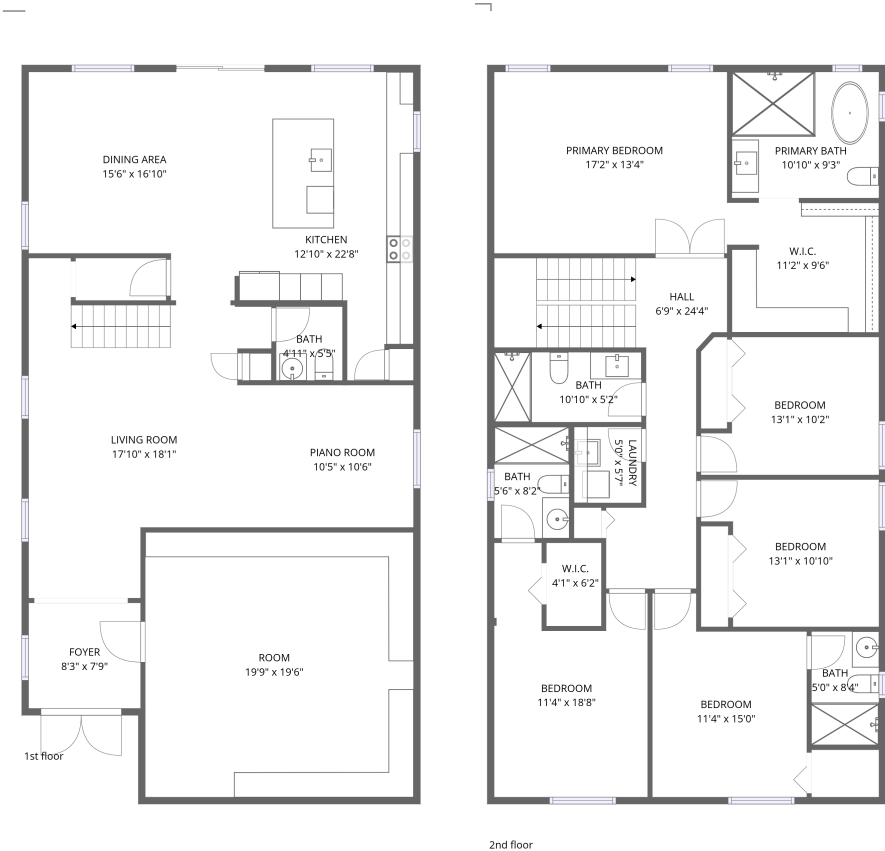 DINING AREA
15'6" x 16'10"
KITCHEN
12'10" x 22'8"
BATH
4'11" x 5'5"
LIVING ROOM
17'10" x 18'1"
PIANO ROOM
10'5" x 10'6"
FOYER
8'3" x 7'9"
ROOM
19'9" x 19'6"
1st floor
PRIMARY BEDROOM
17'2" x 13'4"
PRIMARY BATH
10'10" x 9'3"
W.I.C.
11'2" x 9'6"
HALL
6'9" x 24'4"
BATH
10'10" x 5'2"
BEDROOM
13'1" x 10'2"
LAUNDRY
5'0" x 5'7"
BATH
5'6" x 8'2"
BEDROOM
13'1" x 10'10"
W.I.C.
4'1" x 6'2"
BEDROOM
11'4" x 18'8"
BEDROOM
11'4" x 15'0"
BATH
5'0" x 8'4"
2nd floor